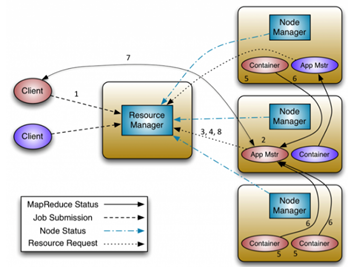 Node
Manager
7
5
Container
App Mstr
6
Client
1
Resource
Manager
Node
Manager
Client
3, 4, 8
2
App Mstr
Container
Node
Manager
MapReduce Status
Job Submission
Node Status
Resource Request
6
6
Container
Container
5
5